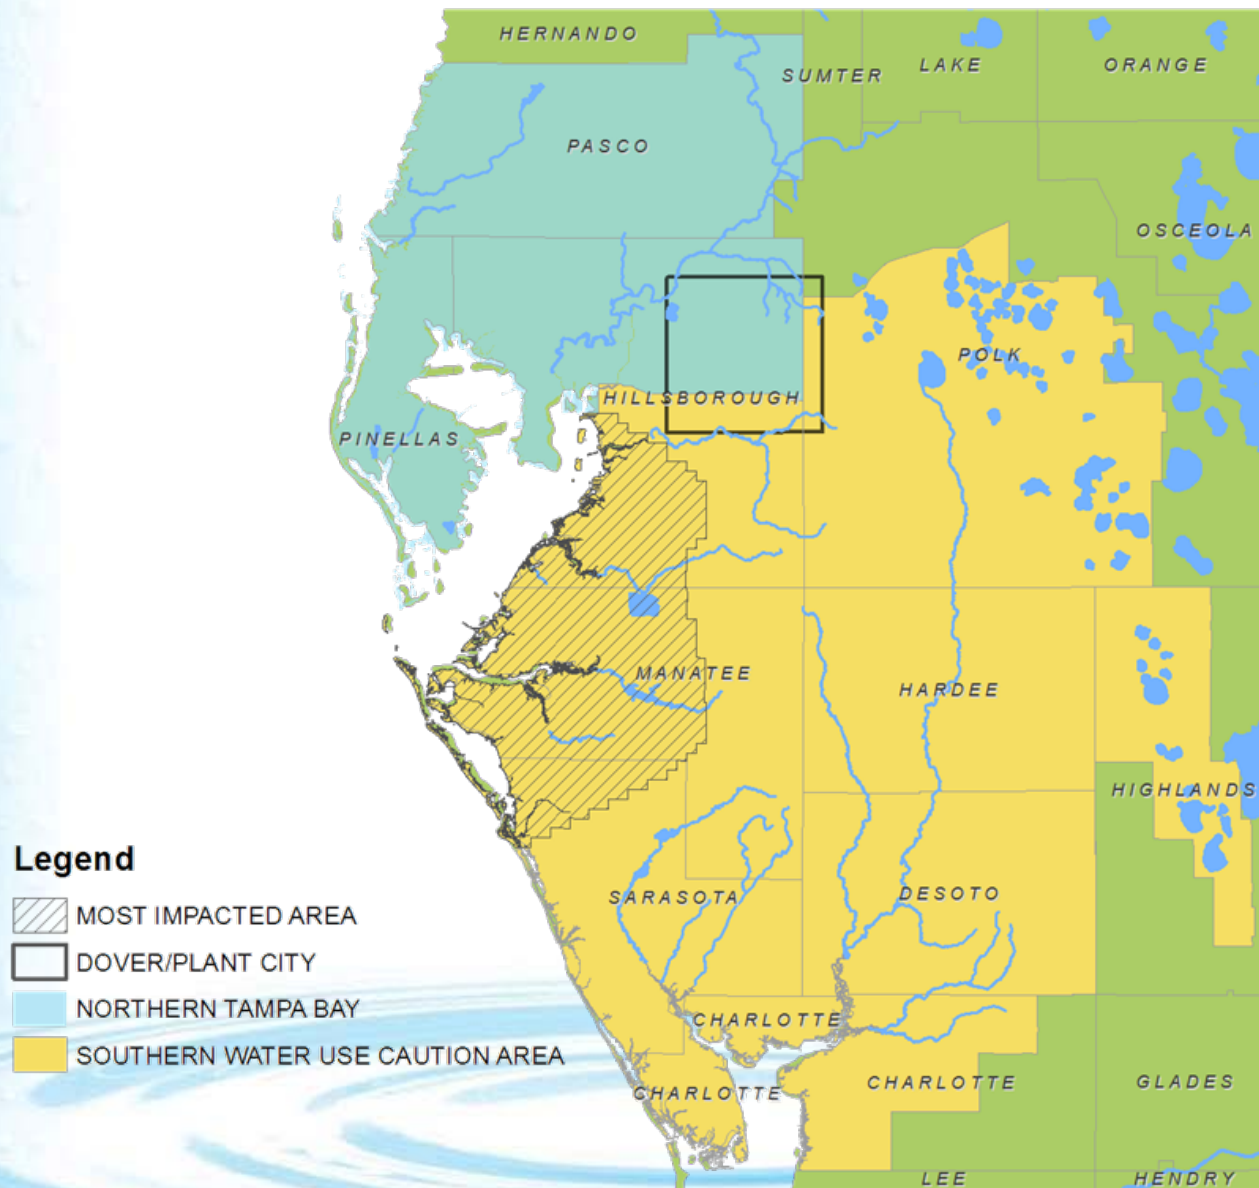 HERNANDO
SUMTER
LAKE
ORANGE
PASCO
OSCEOLA
POLK
HILLSBOROUGH
PINELLAS
MANATEE
HARDEE
HIGHLANDS
SARASOTA
DESOTO
CHARLOTTE
CHARLOTTE
CHARLOTTE
GLADES
LEE
HENDRY
Legend
MOST IMPACTED AREA
DOVER/PLANT CITY
NORTHERN TAMPA BAY
SOUTHERN WATER USE CAUTION AREA